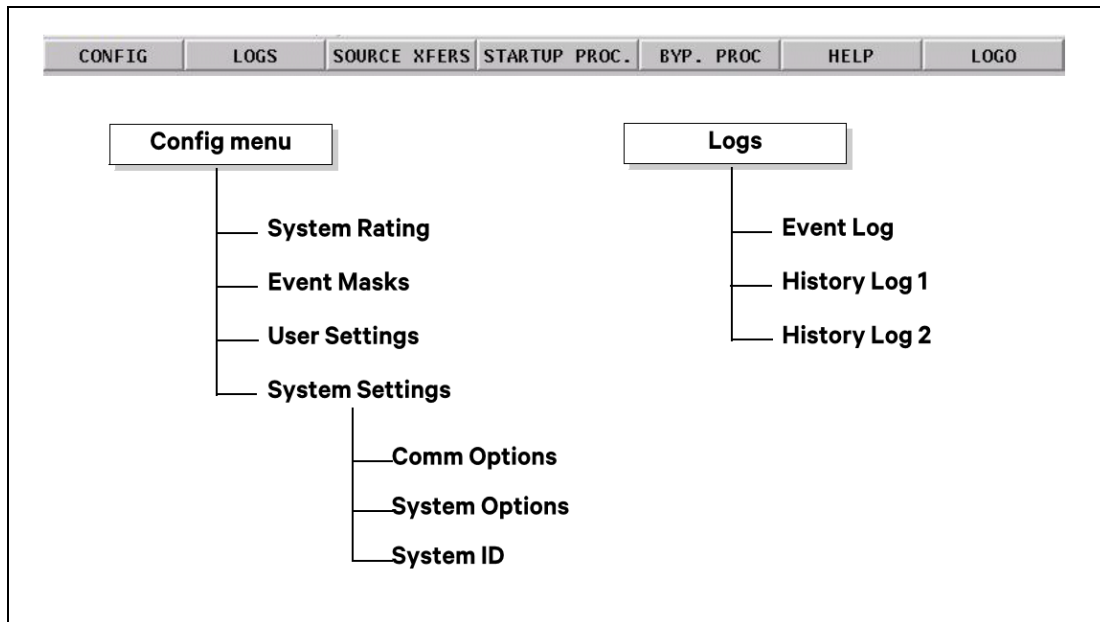 CONFIG LOGS SOURCE XFERS STARTUP PROC. BYP. PROC HELP LOGO
Config menu
System Rating
Event Masks
User Settings
System Settings
Comm Options
System Options
System ID
Logs
Event Log
History Log 1
History Log 2